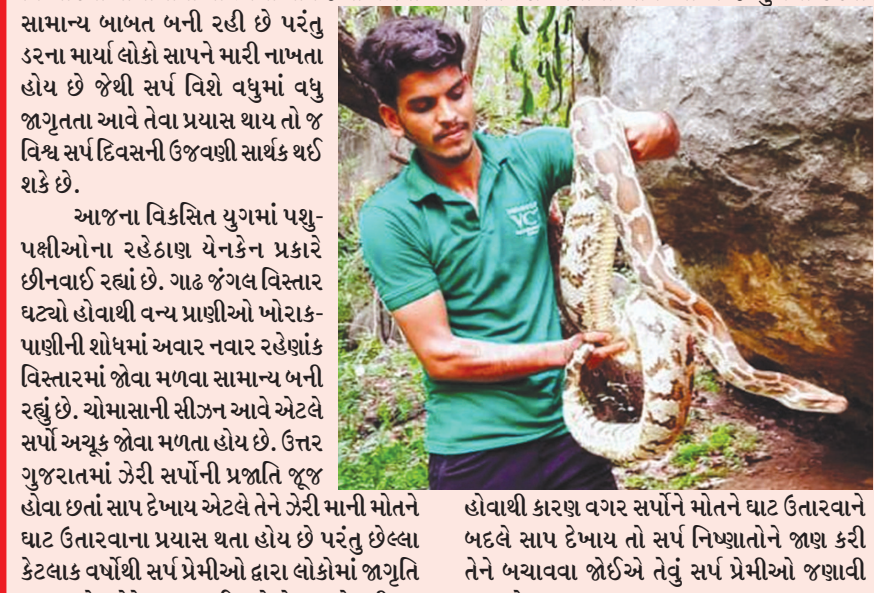 સામાન્ય બાબત બની રહી છે પરંતુ
ડરના માર્યા લોકો સાપને મારી નાખતા
હોય છે જેથી સર્પ વિશે વધુમાં વધુ
જાગૃતતા આવે તેવા પ્રયાસ થાય તો જ
વિશ્વ સર્પ દિવસની ઉજવણી સાર્થક થઈ
શકે છે.
આજના વિકસિત યુગમાં પશુ-
પક્ષીઓના રહેઠાણ યેનકેન પ્રકારે
છીનવાઈ રહ્યાં છે. ગાઢ જંગલ વિસ્તાર
ઘટ્યો હોવાથી વન્ય પ્રાણીઓ ખોરાક-
પાણીની શોધમાં અવાર નવાર રહેણાંક
વિસ્તારમાં જોવા મળવા સામાન્ય બની
રહ્યું છે. ચોમાસાની સીઝન આવે એટલે
સર્પો અચૂક જોવા મળતા હોય છે. ઉત્તર
ગુજરાતમાં ઝેરી સર્પોની પ્રજાતિ જૂજ
હોવા છતાં સાપ દેખાય એટલે તેને ઝેરી માની મોતને
ઘાટ ઉતારવાના પ્રયાસ થતા હોય છે પરંતુ છેલ્લા
કેટલાક વર્ષોથી સર્પ પ્રેમીઓ દ્વારા લોકોમાં જાગૃતિ
હોવાથી કારણ વગર સર્પોને મોતને ઘાટ ઉતારવાને
બદલે સાપ દેખાય તો સર્પ નિષ્ણાતોને જાણ કરી
તેને બચાવવા જોઈએ તેવું સર્પ પ્રેમીઓ જણાવી